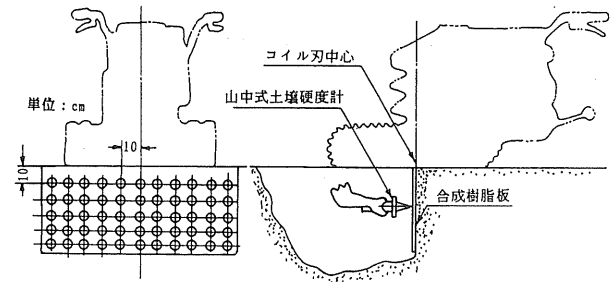 コイル刃中心
山中式土壌硬度計
単位:cm
10
10
合成樹脂板